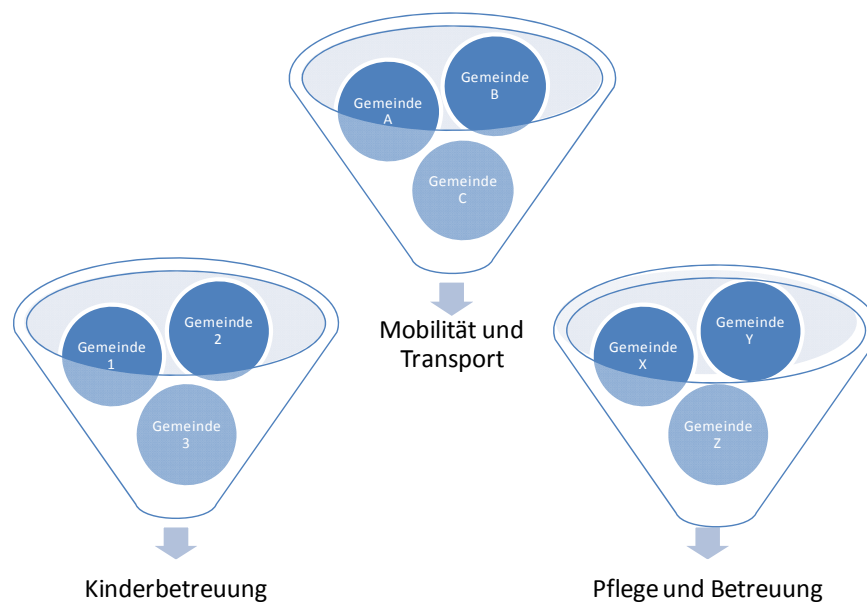 Gemeinde
B
Gemeinde
A
Gemeinde
C
Mobilität und
Transport
Gemeinde
2
Gemeinde
1
Gemeinde
3
Kinderbetreuung
Gemeinde
Y
Gemeinde
X
Gemeinde
Z
Pflege und Betreuung